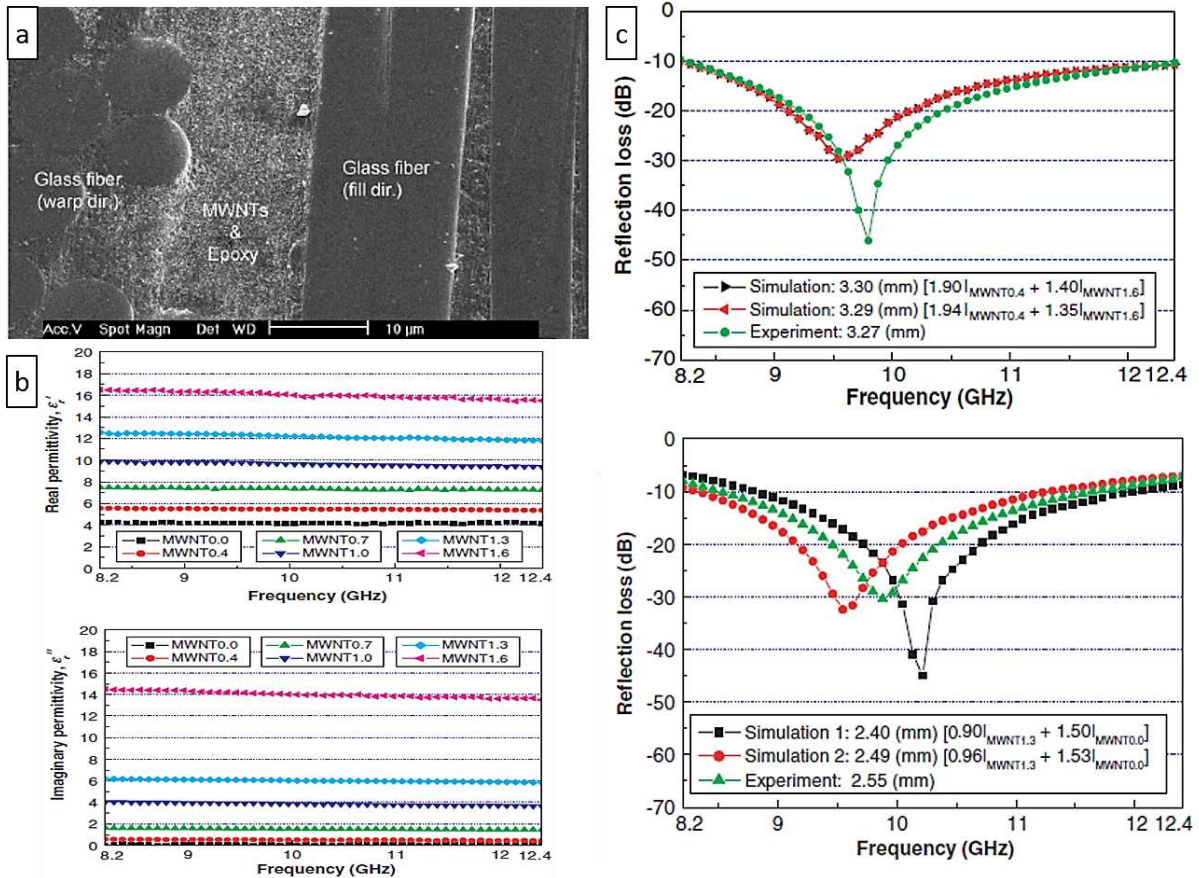 a
Glass fiber
(warp dir.)
MWNTs
&
Epoxy
Glass fiber
(fill dir.)
Acc.V Spot Magn Det WD 10 µm
b
20
18
16
14
12
10
8
6
4
2
0
Real permittivity, εr′
MWNT0.0 MWNT0.7 MWNT1.3
MWNT0.4 MWNT1.0 MWNT1.6
8.2 9 10 11 12 12.4
Frequency (GHz)
20
18
16
14
12
10
8
6
4
2
0
Imaginary permittivity, εr″
MWNT0.0 MWNT0.7 MWNT1.3
MWNT0.4 MWNT1.0 MWNT1.6
8.2 9 10 11 12 12.4
Frequency (GHz)
c
0
-10
-20
-30
-40
-50
-60
-70
Reflection loss (dB)
Simulation: 3.30 (mm) [1.90|MWNT0.4 + 1.40|MWNT1.6]
Simulation: 3.29 (mm) [1.94|MWNT0.4 + 1.35|MWNT1.6]
Experiment: 3.27 (mm)
8.2 9 10 11 12 12.4
Frequency (GHz)
0
-10
-20
-30
-40
-50
-60
-70
Reflection loss (dB)
Simulation 1: 2.40 (mm) [0.90|MWNT1.3 + 1.50|MWNT0.0]
Simulation 2: 2.49 (mm) [0.96|MWNT1.3 + 1.53|MWNT0.0]
Experiment: 2.55 (mm)
8.2 9 10 11 12 12.4
Frequency (GHz)